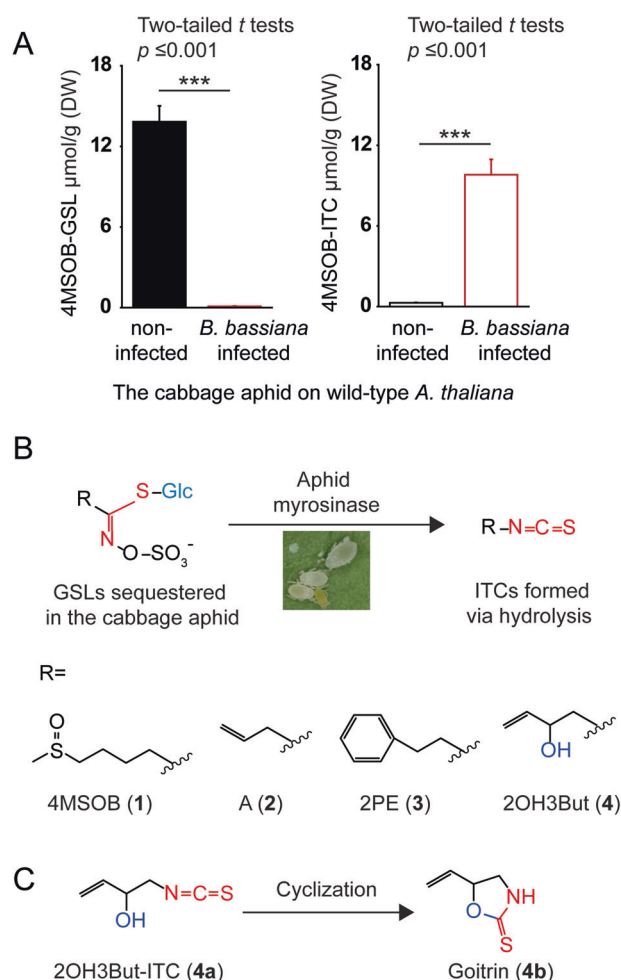 A
Two-tailed t tests
p ≤0.001
18
12
6
0
4MSOB-GSL µmol/g (DW)
***
non-
infected
B. bassiana
infected
Two-tailed t tests
p ≤0.001
18
12
6
0
4MSOB-ITC µmol/g (DW)
***
non-
infected
B. bassiana
infected
The cabbage aphid on wild-type A. thaliana
B
R
S–Glc
N
O–SO3-
GSLs sequestered
in the cabbage aphid
Aphid
myrosinase
R–N=C=S
ITCs formed
via hydrolysis
R=
O
S
4MSOB (1)
A (2)
2PE (3)
OH
2OH3But (4)
C
N=C=S
OH
2OH3But-ITC (4a)
Cyclization
NH
O
S
Goitrin (4b)